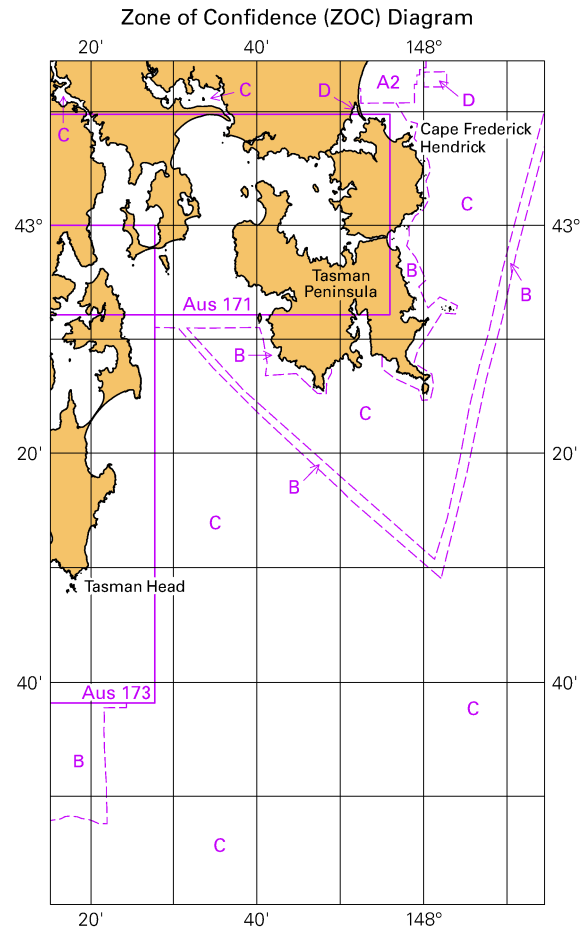 Zone of Confidence (ZOC) Diagram
20' 40' 148°
A2
C D D
C
Cape Frederick
Hendrick
C
43° 43°
B
Tasman
Peninsula
B
Aus 171
B
C
20' 20'
B
C
Tasman Head
40' 40'
Aus 173
C
B
C
20' 40' 148°